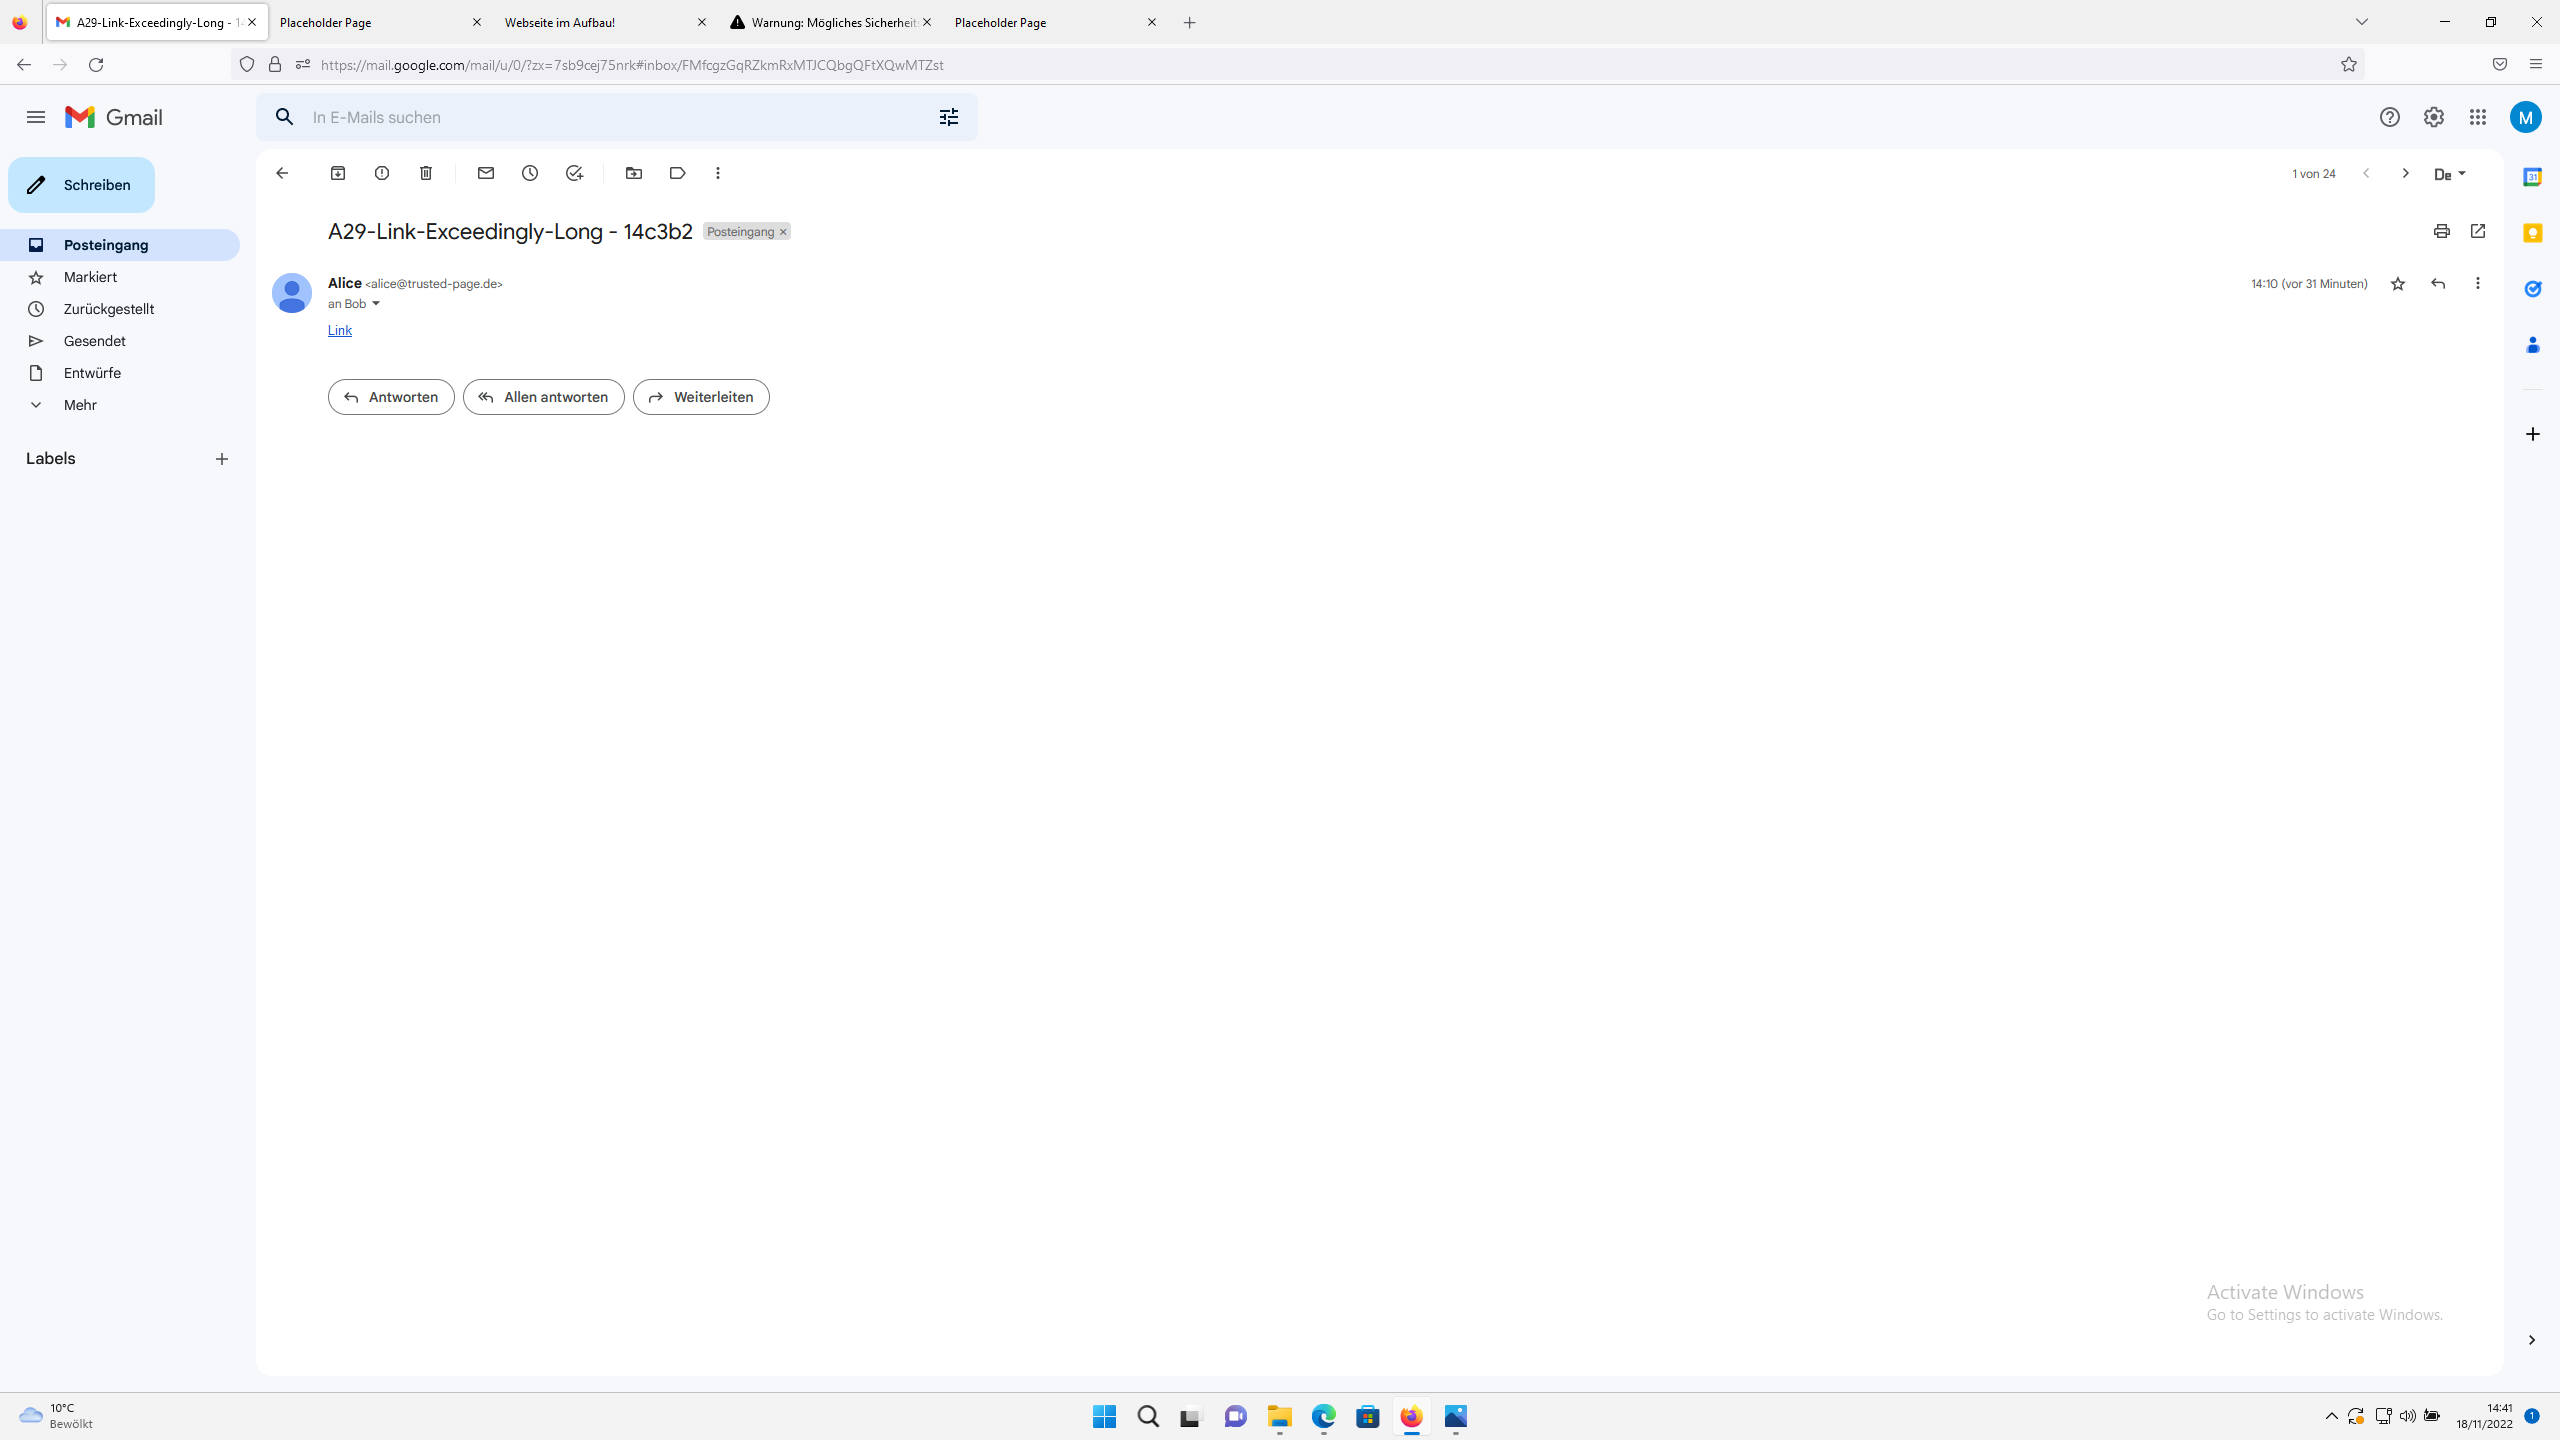 A29-Link-Exceedingly-Long - 14
Placeholder Page
Webseite im Aufbau!
Warnung: Mögliches Sicherheits
Placeholder Page
https://mail.google.com/mail/u/0/?zx=7sb9cej75nrk#inbox/FMfcgzGqRZkmRxMTJCQbgQFtXQwMTZst
Gmail
In E-Mails suchen
M
Schreiben
1 von 24
De
Posteingang
Markiert
Zurückgestellt
Gesendet
Entwürfe
Mehr
Labels
A29-Link-Exceedingly-Long - 14c3b2 Posteingang
Alice <alice@trusted-page.de>
14:10 (vor 31 Minuten)
an Bob
Link
Antworten
Allen antworten
Weiterleiten
31
Activate Windows
Go to Settings to activate Windows.
10°C
Bewölkt
14:41
18/11/2022
1